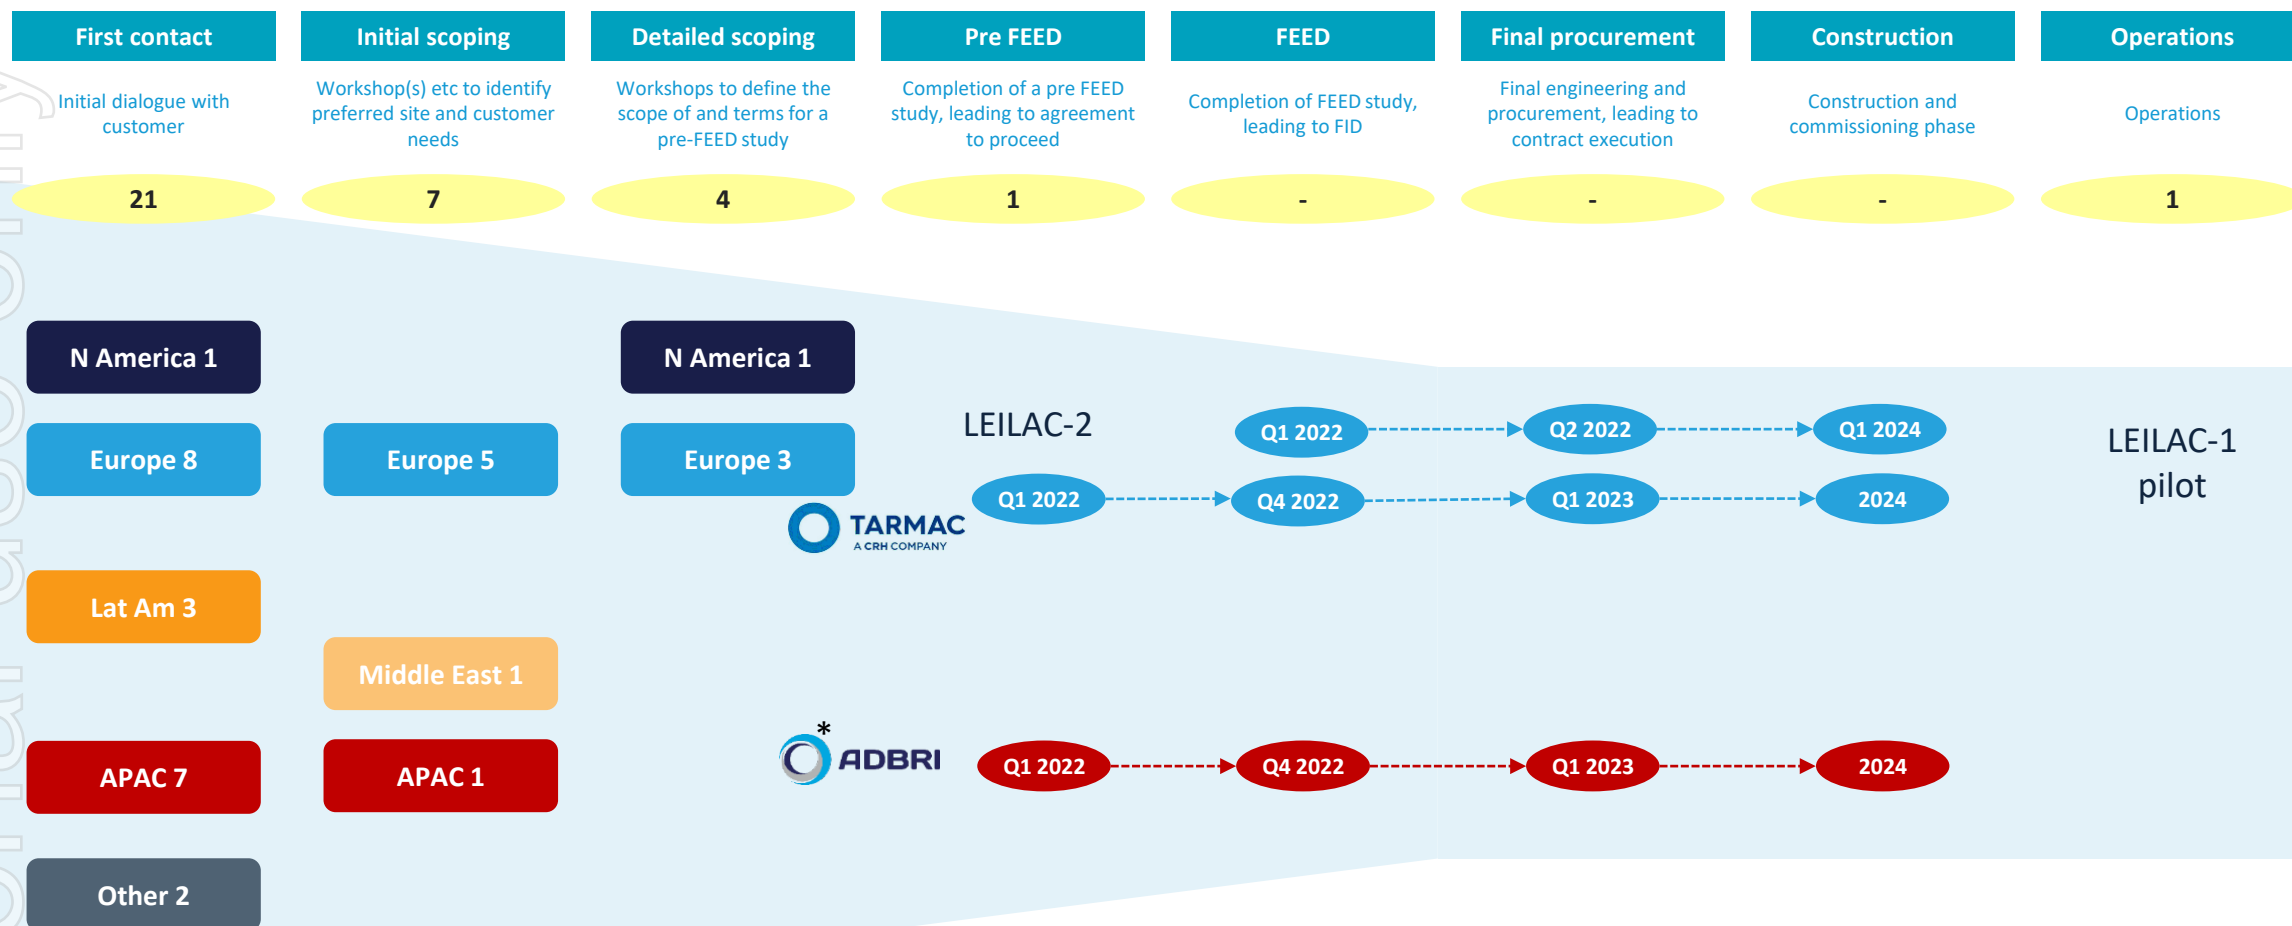 First contact
Initial scoping
Detailed scoping
Pre FEED
FEED
Final procurement
Construction
Operations
Initial dialogue with
customer
Workshop(s) etc to identify
preferred site and customer
needs
Workshops to define the
scope of and terms for a
pre-FEED study
Completion of a pre FEED
study, leading to agreement
to proceed
Completion of FEED study,
leading to FID
Final engineering and
procurement, leading to
contract execution
Construction and
commissioning phase
Operations
21
7
4
1
-
-
-
1
N America 1
N America 1
Europe 8
Europe 5
Europe 3
LEILAC-2
Q1 2022
Q2 2022
Q1 2024
LEILAC-1
pilot
TARMAC
A CRH COMPANY
Q1 2022
Q4 2022
Q1 2023
2024
Lat Am 3
Middle East 1
APAC 7
APAC 1
*
ADBRI
Q1 2022
Q4 2022
Q1 2023
2024
Other 2